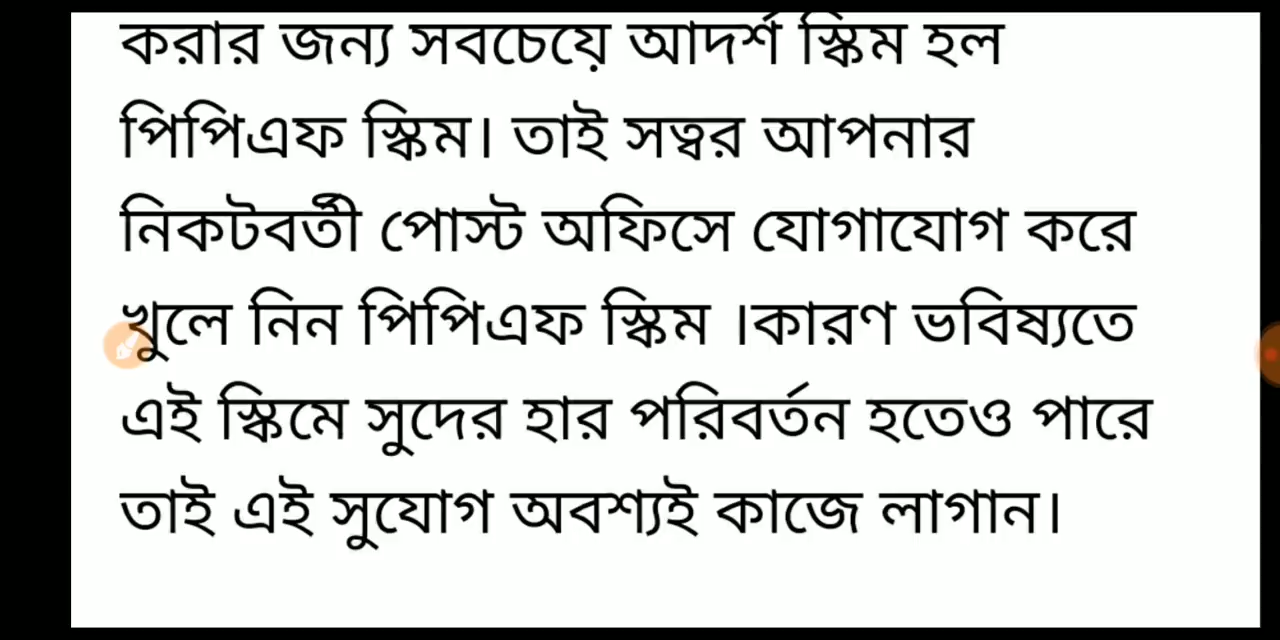 করার জন্য সবচেয়ে আদর্শ স্কিম হল
পিপিএফ স্কিম। তাই সত্বর আপনার
নিকটবর্তী পোস্ট অফিসে যোগাযোগ করে
খুলে নিন পিপিএফ স্কিম ।কারণ ভবিষ্যতে
এই স্কিমে সুদের হার পরিবর্তন হতেও পারে
তাই এই সুযোগ অবশ্যই কাজে লাগান।